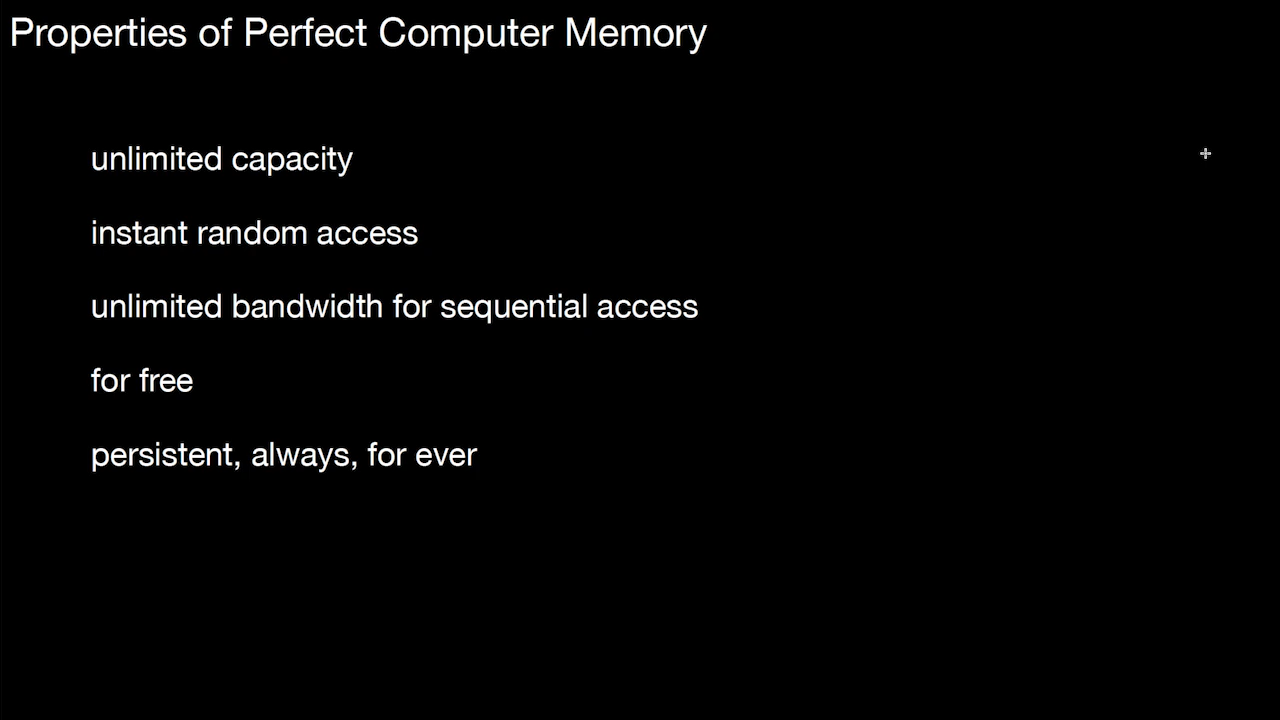 Properties of Perfect Computer Memory
unlimited capacity
instant random access
unlimited bandwidth for sequential access
for free
persistent, always, for ever